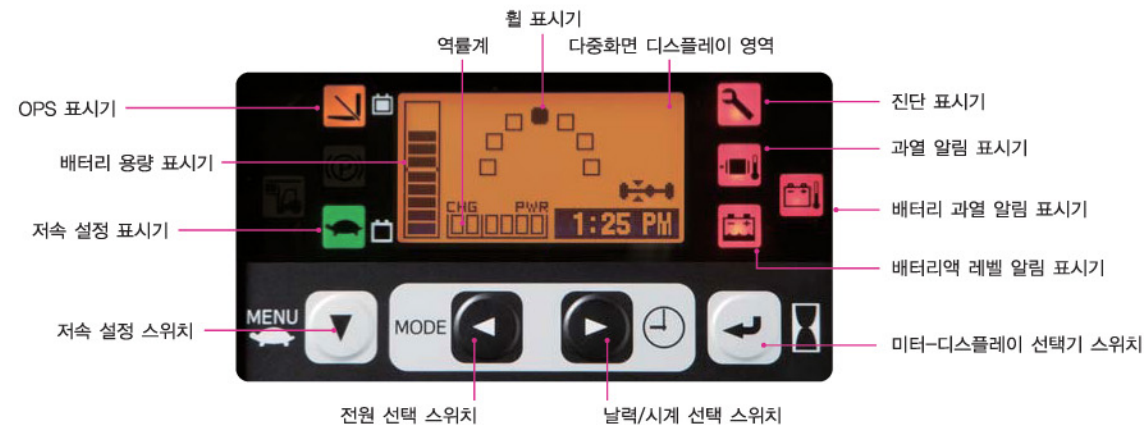 휠 표시기
역률계
다중화면 디스플레이 영역
OPS 표시기
진단 표시기
배터리 용량 표시기
과열 알림 표시기
저속 설정 표시기
배터리 과열 알림 표시기
배터리액 레벨 알림 표시기
(P)
CHG PWR
1:25 PM
MENU
MODE
저속 설정 스위치
미터-디스플레이 선택기 스위치
전원 선택 스위치
날력/시계 선택 스위치